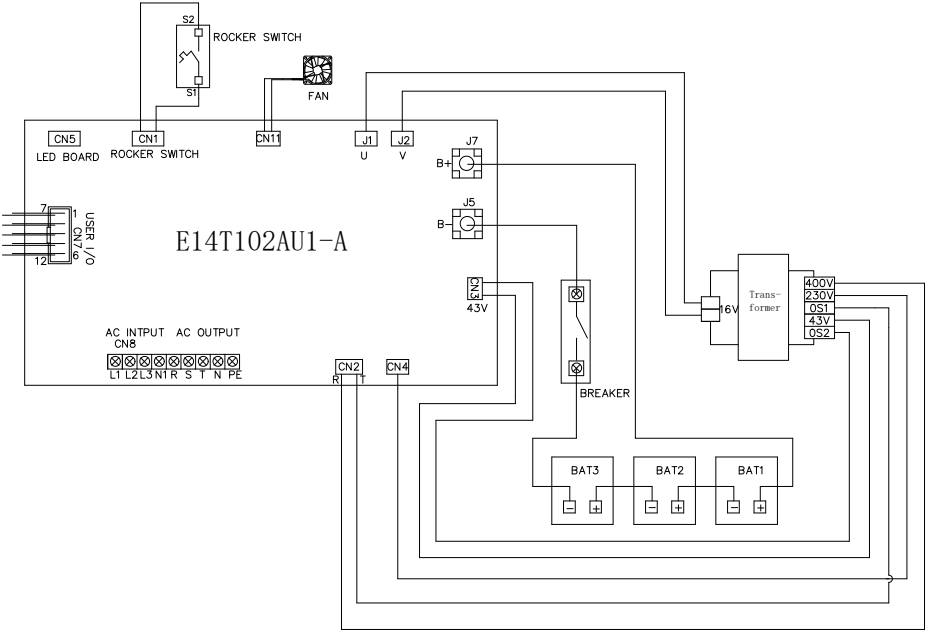 S2
ROCKER SWITCH
S1
FAN
CN5
CN1
CN11
J1
J2
LED BOARD
ROCKER SWITCH
U
V
J7
B+
J5
B-
7
1
USER I/O
CN7
12
6
E14T102AU1-A
CN3
43V
AC INTPUT AC OUTPUT
CN8
L1 L2 L3 N1 R S T N PE
CN2
R
T
CN4
BREAKER
16V
Trans-
former
400V
230V
0S1
43V
0S2
BAT3
BAT2
BAT1
- +
- +
- +